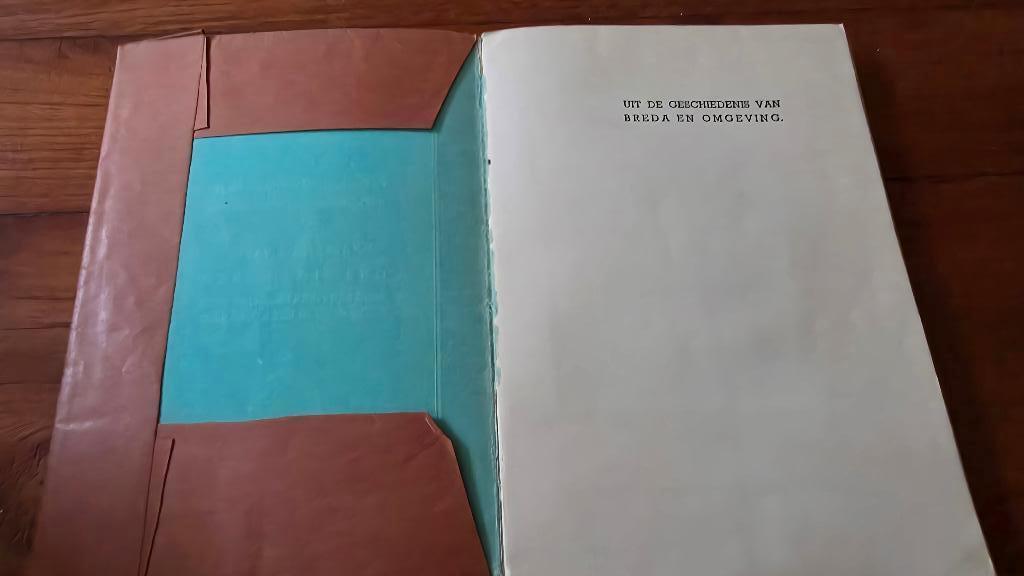 UIT DE GESCHIEDENIS VAN
BREDA EN OMGEVING.